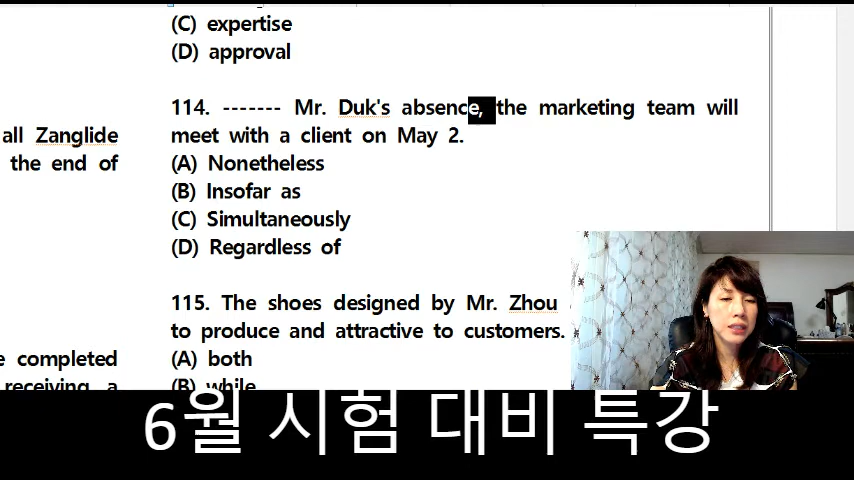 (C) expertise
(D) approval
114. ------- Mr. Duk's absence, the marketing team will
meet with a client on May 2.
(A) Nonetheless
(B) Insofar as
(C) Simultaneously
(D) Regardless of
115. The shoes designed by Mr. Zhou
to produce and attractive to customers.
(A) both
(B) while
all Zanglide
the end of
e completed
receiving a
6월 시험 대비 특강